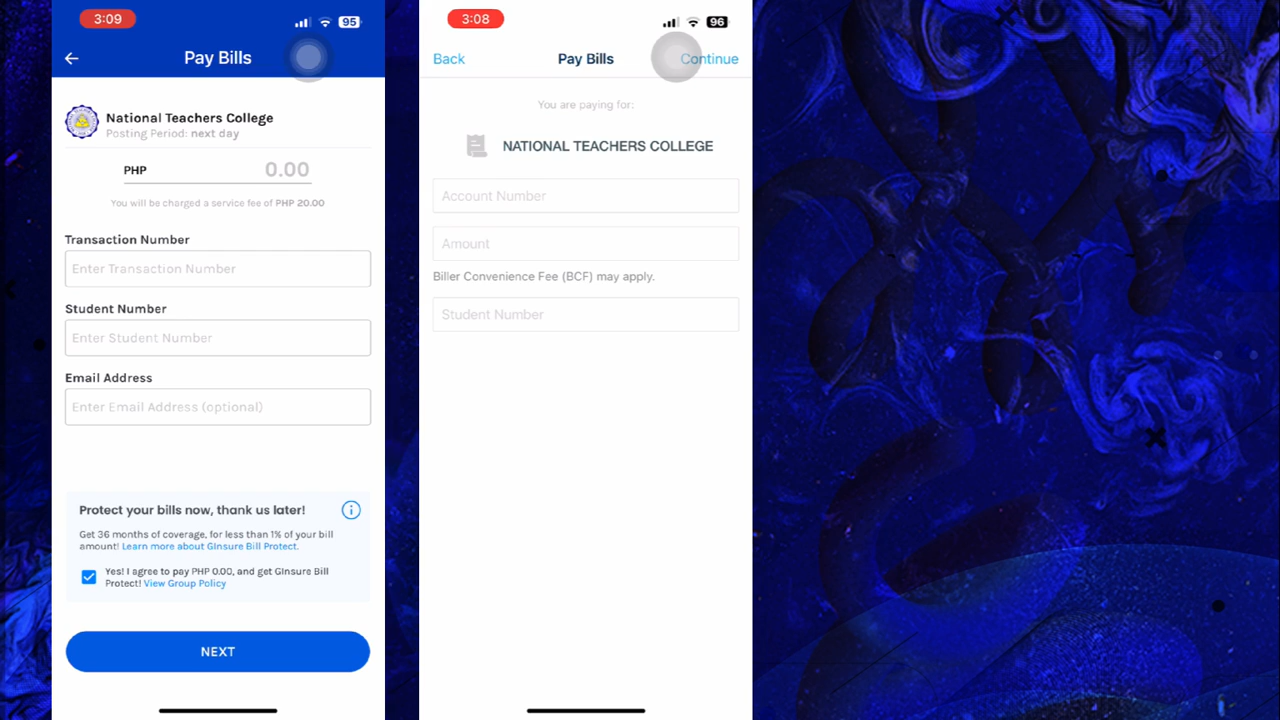 3:09
95
Pay Bills
National Teachers College
Posting Period: next day
PHP 0.00
You will be charged a service fee of PHP 20.00
Transaction Number
Enter Transaction Number
Student Number
Enter Student Number
Email Address
Enter Email Address (optional)
Protect your bills now, thank us later!
Get 36 months of coverage, for less than 1% of your bill
amount! Learn more about GInsure Bill Protect.
Yes! I agree to pay PHP 0.00, and get GInsure Bill
Protect! View Group Policy
NEXT
3:08
96
Back Pay Bills Continue
You are paying for:
NATIONAL TEACHERS COLLEGE
Account Number
Amount
Biller Convenience Fee (BCF) may apply.
Student Number